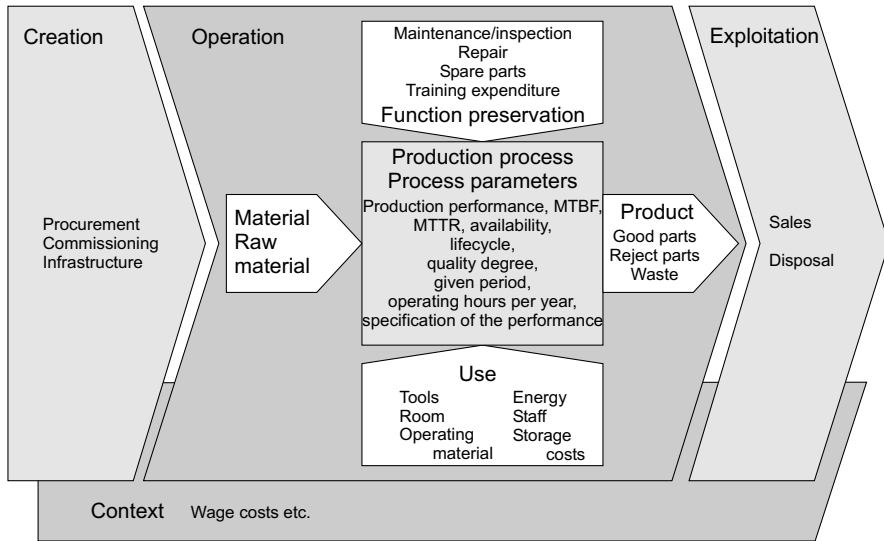 Creation
Procurement
Commissioning
Infrastructure
Operation
Maintenance/inspection
Repair
Spare parts
Training expenditure
Function preservation
Material
Raw
material
Production process
Process parameters
Production performance, MTBF,
MTTR, availability,
lifecycle,
quality degree,
given period,
operating hours per year,
specification of the performance
Product
Good parts
Reject parts
Waste
Use
Tools
Room
Operating
material
Energy
Staff
Storage
costs
Exploitation
Sales
Disposal
Context Wage costs etc.